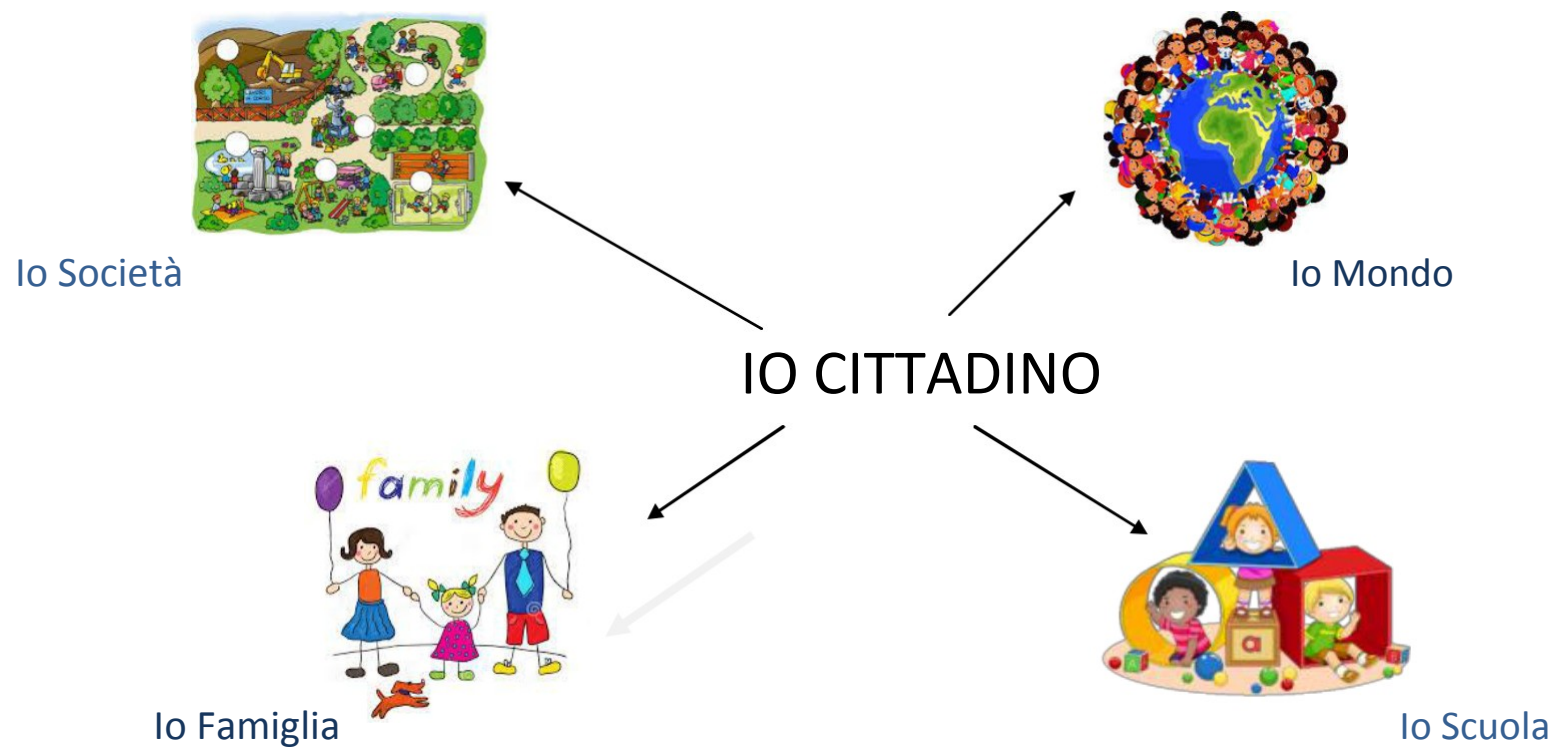 Io Società
Io Mondo
IO CITTADINO
family
Io Famiglia
a
Io Scuola